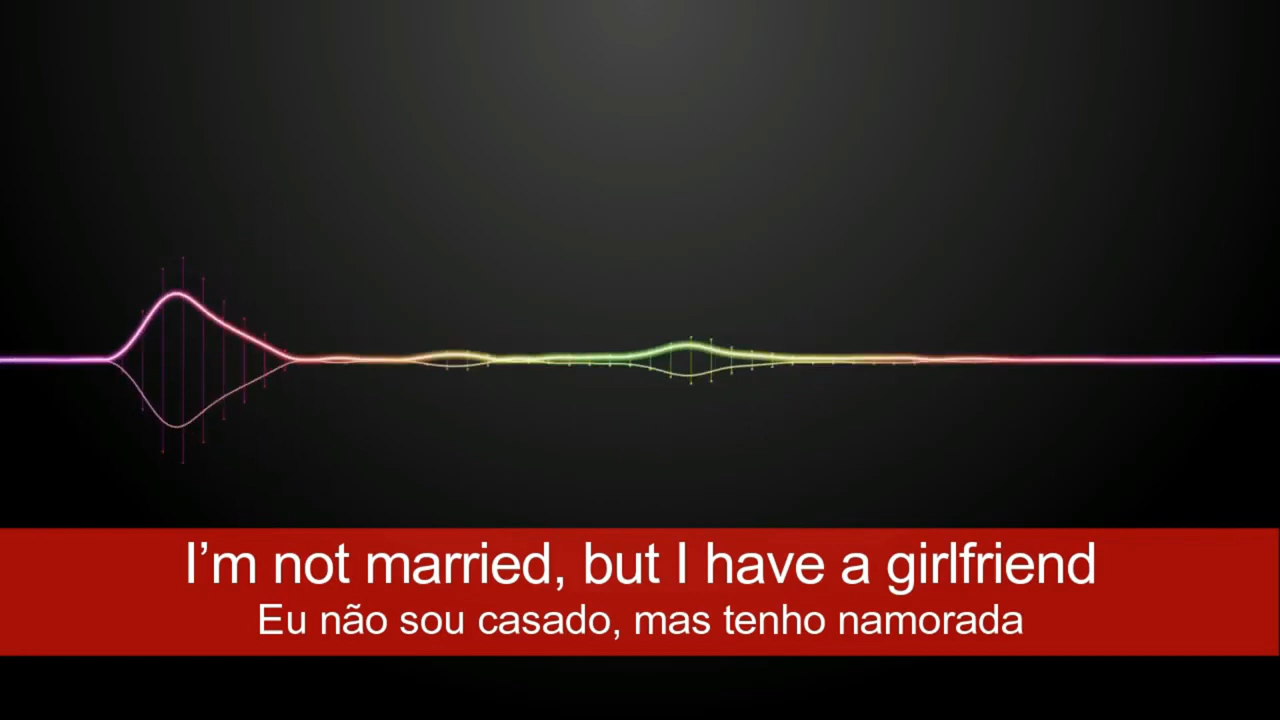 I’m not married, but I have a girlfriend
Eu não sou casado, mas tenho namorada